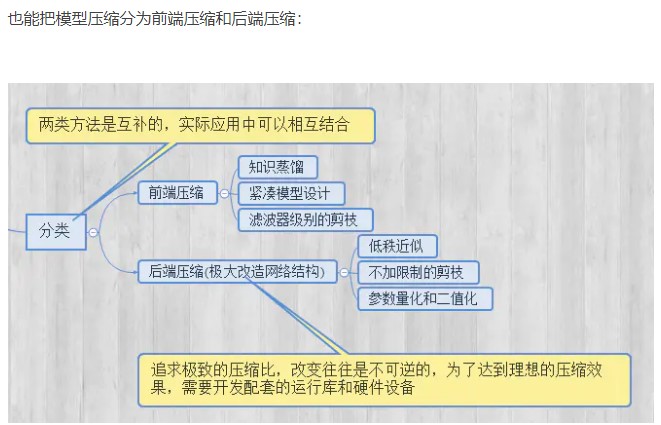 也能把模型压缩分为前端压缩和后端压缩：
两类方法是互补的，实际应用中可以相互结合
知识蒸馏
前端压缩
紧凑模型设计
滤波器级别的剪枝
分类
低秩近似
后端压缩(极大改造网络结构)
不加限制的剪枝
参数量化和二值化
追求极致的压缩比，改变往往是不可逆的，为了达到理想的压缩效
果，需要开发配套的运行库和硬件设备